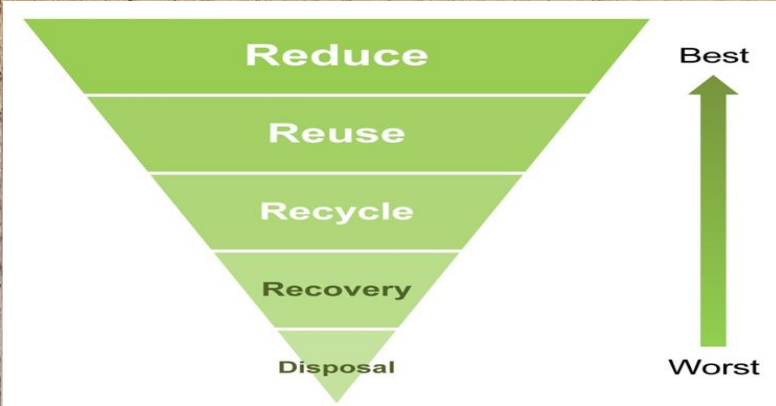 Reduce
Best
Reuse
Recycle
Recovery
Disposal
Worst